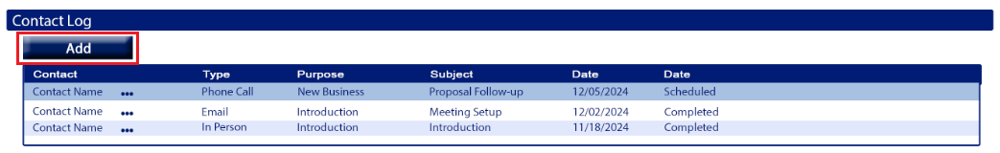 Contact Log
Add
Contact Type Purpose Subject Date Date
Contact Name ... Phone Call New Business Proposal Follow-up 12/05/2024 Scheduled
Contact Name ... Email Introduction Meeting Setup 12/02/2024 Completed
Contact Name ... In Person Introduction Introduction 11/18/2024 Completed